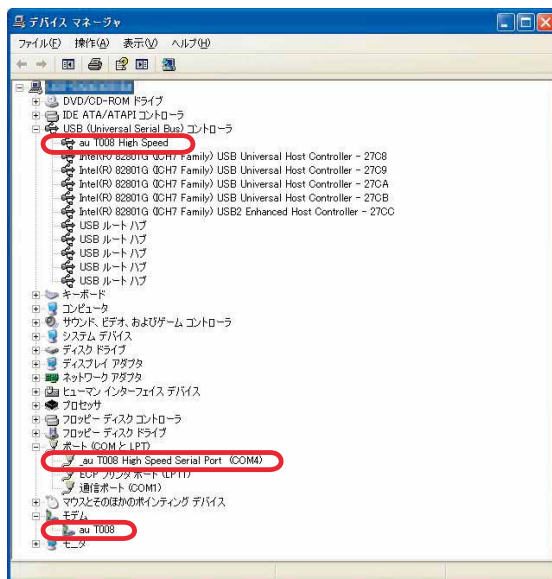 デバイス マネージャ
ファイル(F) 操作(A) 表示(V) ヘルプ(H)
DVD/CD-ROM ドライブ
IDE ATA/ATAPI コントローラ
USB (Universal Serial Bus) コントローラ
au T008 High Speed
Intel(R) 82801G (ICH7 Family) USB Universal Host Controller - 27C8
Intel(R) 82801G (ICH7 Family) USB Universal Host Controller - 27C9
Intel(R) 82801G (ICH7 Family) USB Universal Host Controller - 27CA
Intel(R) 82801G (ICH7 Family) USB Universal Host Controller - 27CB
Intel(R) 82801G (ICH7 Family) USB2 Enhanced Host Controller - 27CC
USB ルート ハブ
USB ルート ハブ
USB ルート ハブ
USB ルート ハブ
USB ルート ハブ
キーボード
コンピュータ
サウンド、ビデオ、およびゲーム コントローラ
システム デバイス
ディスク ドライブ
ディスプレイ アダプタ
ネットワーク アダプタ
ヒューマン インターフェイス デバイス
プロセッサ
フロッピー ディスク コントローラ
フロッピー ディスク ドライブ
ポート (COM と LPT)
_au T008 High Speed Serial Port (COM4)
ECP プリンタ ポート (LPT1)
通信ポート (COM1)
マウスとそのほかのポインティング デバイス
モデム
au T008
モニタ